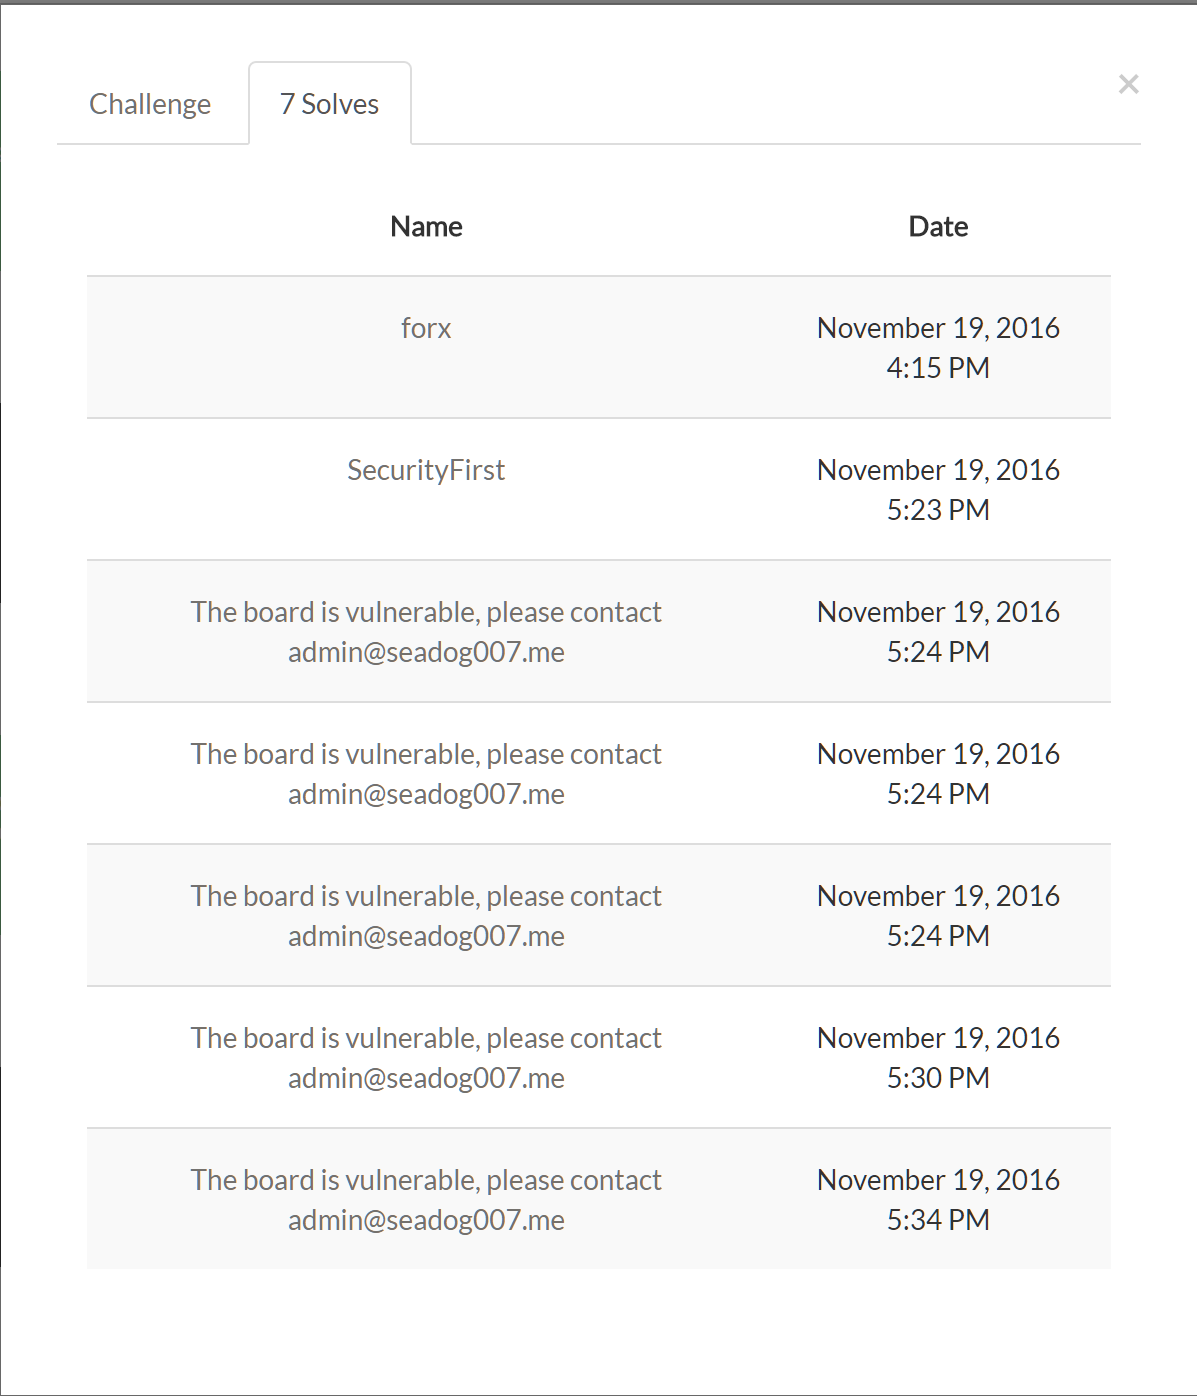 Challenge
7 Solves
×
Name Date
forx November 19, 2016
4:15 PM
SecurityFirst November 19, 2016
5:23 PM
The board is vulnerable, please contact November 19, 2016
admin@seadog007.me 5:24 PM
The board is vulnerable, please contact November 19, 2016
admin@seadog007.me 5:24 PM
The board is vulnerable, please contact November 19, 2016
admin@seadog007.me 5:24 PM
The board is vulnerable, please contact November 19, 2016
admin@seadog007.me 5:30 PM
The board is vulnerable, please contact November 19, 2016
admin@seadog007.me 5:34 PM